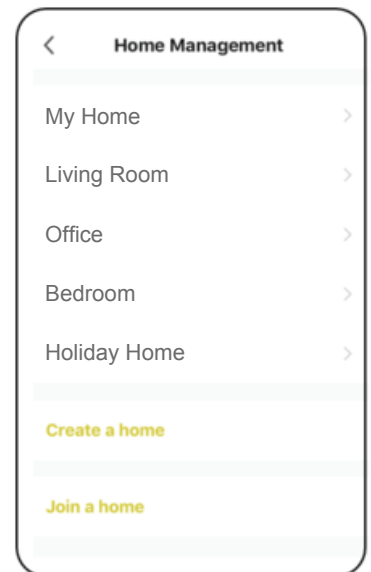 Home Management
My Home
Living Room
Office
Bedroom
Holiday Home
Create a home
Join a home